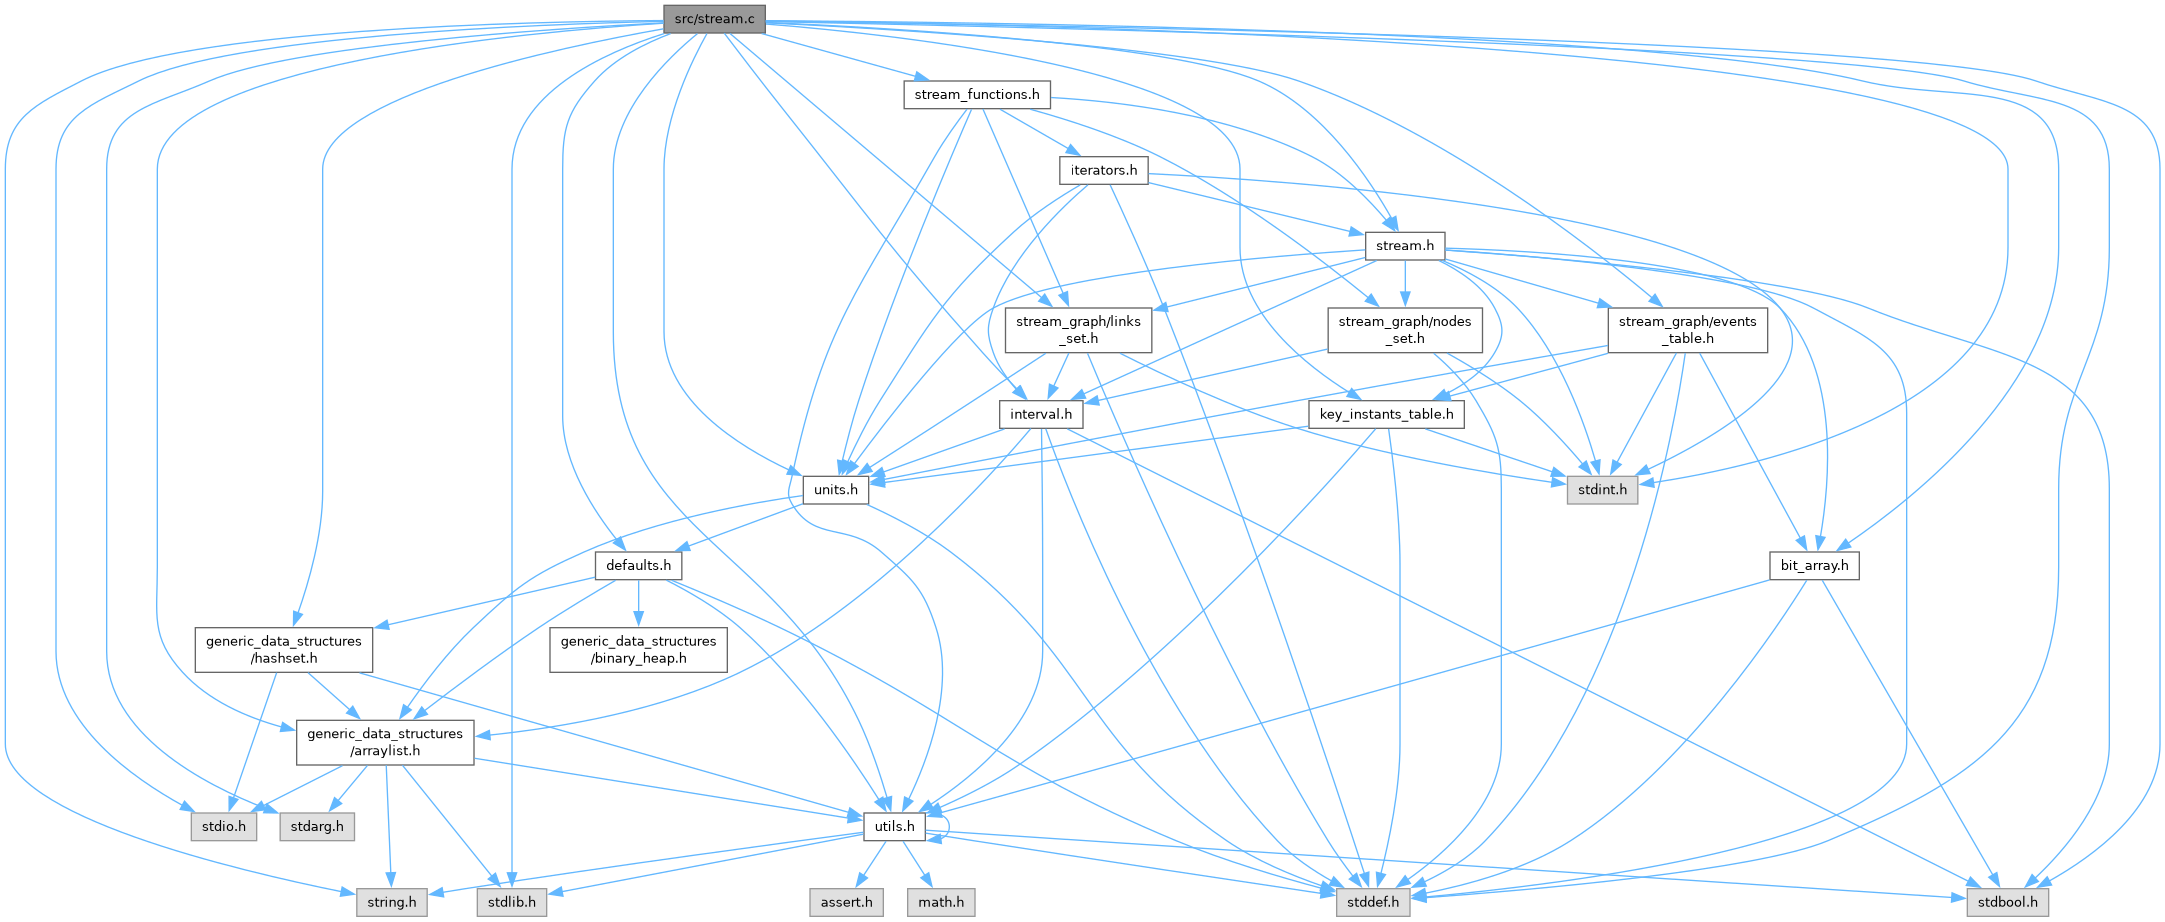 src/stream.c
stream_functions.h
iterators.h
stream.h
stream_graph/links
_set.h
stream_graph/nodes
_set.h
stream_graph/events
_table.h
interval.h
key_instants_table.h
units.h
stdint.h
defaults.h
bit_array.h
generic_data_structures
/hashset.h
generic_data_structures
/binary_heap.h
generic_data_structures
/arraylist.h
stdio.h
stdarg.h
utils.h
string.h
stdlib.h
assert.h
math.h
stddef.h
stdbool.h